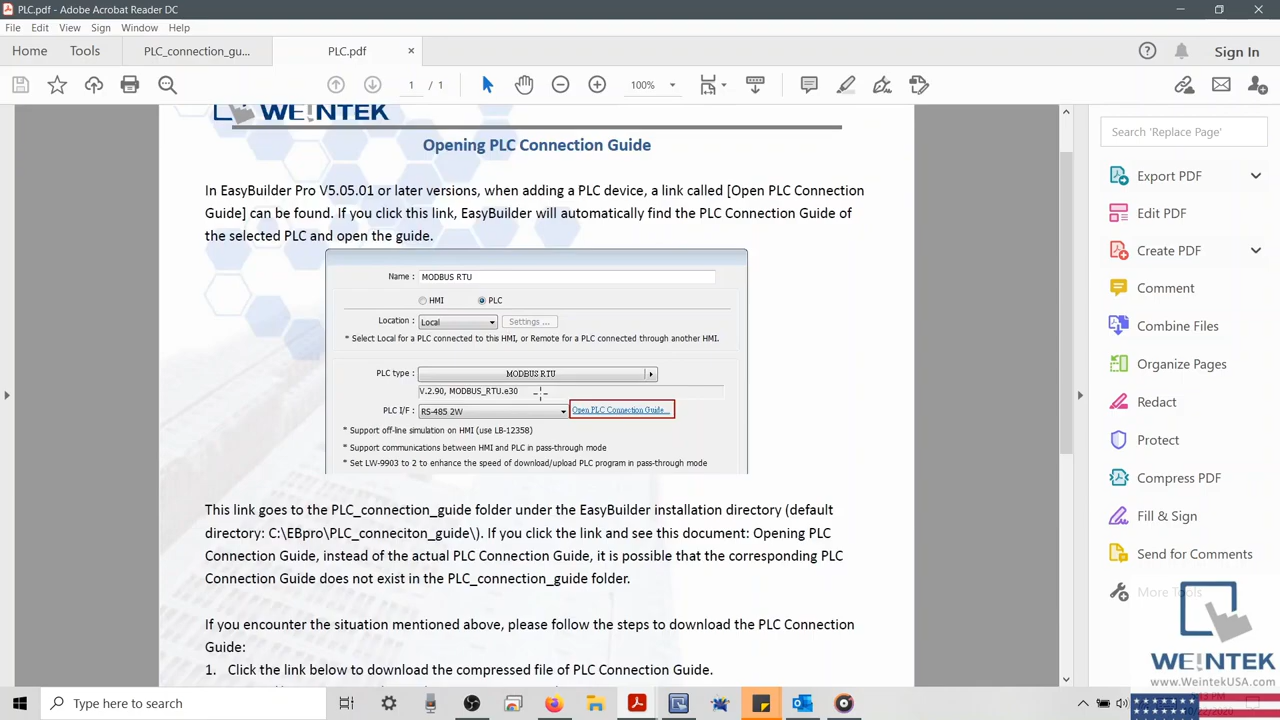 PLC.pdf - Adobe Acrobat Reader DC
File Edit View Sign Window Help
Home Tools PLC_connection_gu... PLC.pdf × Sign In
1 / 1 100%
WEINTEK
Opening PLC Connection Guide
In EasyBuilder Pro V5.05.01 or later versions, when adding a PLC device, a link called [Open PLC Connection
Guide] can be found. If you click this link, EasyBuilder will automatically find the PLC Connection Guide of
the selected PLC and open the guide.
Name : MODBUS RTU
HMI PLC
Location : Local Settings ...
* Select Local for a PLC connected to this HMI, or Remote for a PLC connected through another HMI.
PLC type : MODBUS RTU
V.2.90, MODBUS_RTU.e30
PLC I/F : RS-485 2W Open PLC Connection Guide...
* Support off-line simulation on HMI (use LB-12358)
* Support communications between HMI and PLC in pass-through mode
* Set LW-9903 to 2 to enhance the speed of download/upload PLC program in pass-through mode
This link goes to the PLC_connection_guide folder under the EasyBuilder installation directory (default
directory: C:\EBpro\PLC_conneciton_guide\). If you click the link and see this document: Opening PLC
Connection Guide, instead of the actual PLC Connection Guide, it is possible that the corresponding PLC
Connection Guide does not exist in the PLC_connection_guide folder.
If you encounter the situation mentioned above, please follow the steps to download the PLC Connection
Guide:
1. Click the link below to download the compressed file of PLC Connection Guide.
Search 'Replace Page'
Export PDF
Edit PDF
Create PDF
Comment
Combine Files
Organize Pages
Redact
Protect
Compress PDF
Fill & Sign
Send for Comments
More Tools
WEINTEK
www.WeintekUSA.com
Type here to search